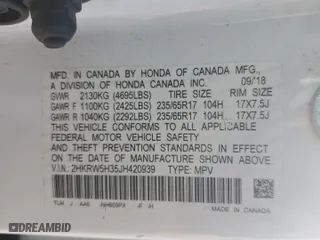 MFD. IN CANADA BY HONDA OF CANADA MFG.,
A DIVISION OF HONDA CANADA INC. 09/18
GVWR 2130KG (4695LBS) TIRE SIZE RIM SIZE
GAWR F 1100KG (2425LBS) 235/65R17 104H 17X7.5J
GAWR R 1040KG (2292LBS) 235/65R17 104H 17X7.5J
THIS VEHICLE CONFORMS TO ALL APPLICABLE
FEDERAL MOTOR VEHICLE SAFETY
AND THEFT PREVENTION STANDARDS IN EFFECT ON
THE DATE OF MANUFACTURE SHOWN ABOVE.
V.I.N.: 2HKRW5H35JH420939 TYPE: MPV
MADE IN CANADA